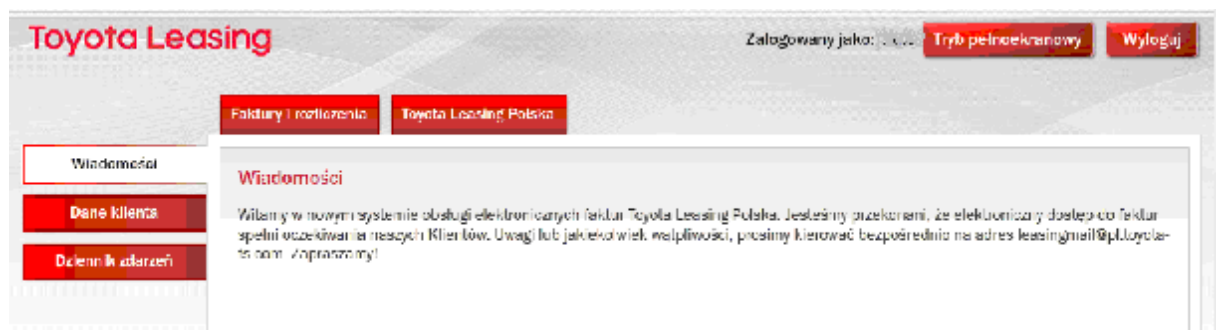 Toyota Leasing
Zalogowany jako:
Tryb pełnoekranowy
Wyloguj
Faktury i rozliczenia
Toyota Leasing Polska
Wiadomości
Dane klienta
Dziennik zdarzeń
Wiadomości
Witamy w nowym systemie obsługi elektronicznych faktur Toyota Leasing Polska. Jesteśmy przekonani, że elektroniczny dostęp do faktur
spełni oczekiwania naszych Klientów. Uwagi lub jakiekolwiek wątpliwości, prosimy kierować bezpośrednio na adres leasingmail@pl.toyota-
fs.com. Zapraszamy!